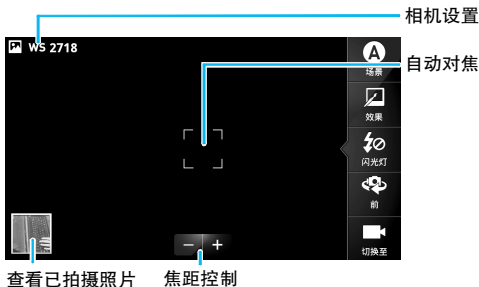 相机设置
WS 2718
自动对焦
A
场景
效果
闪光灯
前
切换至
查看已拍摄照片
焦距控制